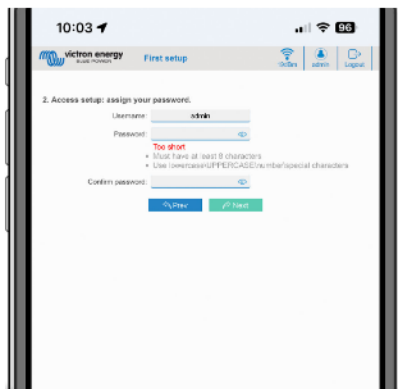 10:03
96
victron energy
BLUE POWER
First setup
admin
Logout
2. Access setup: assign your password.
Username: admin
Password:
Too short
• Must have at least 8 characters
• Use lowercase\UPPERCASE\number\special characters
Confirm password:
Prev
Next